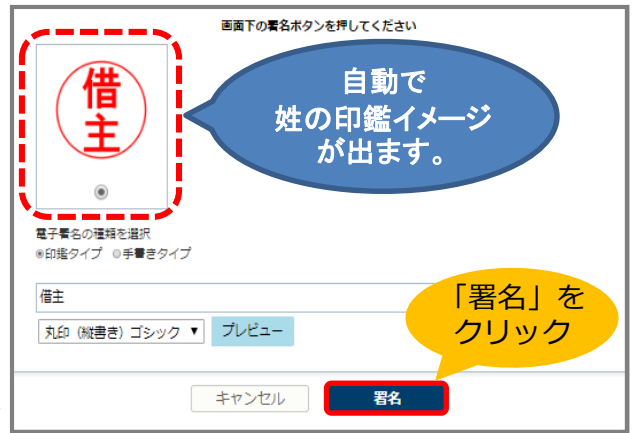 画面下の署名ボタンを押してください
借主
自動で
姓の印鑑イメージ
が出ます。
電子署名の種類を選択
印鑑タイプ 手書きタイプ
借主
「署名」を
クリック
丸印（縦書き）ゴシック ▼ プレビュー
キャンセル 署名